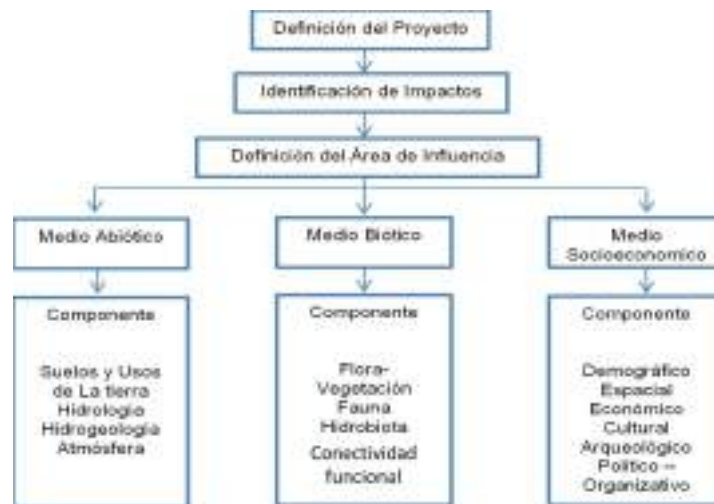 Definición del Proyecto
Identificación de Impactos
Definición del Área de Influencia
Medio Abiótico
Medio Biotico
Medio
Socioeconomico
Componente
Suelos y Usos
de La tierra
Hidrologia
Hidrogeologia
Atmósfera
Componente
Flora-
Vegetación
Fauna
Hidrobiota
Conectividad
funcional
Componente
Demográfico
Espacial
Económico
Cultural
Arqueológico
Político –
Organizativo